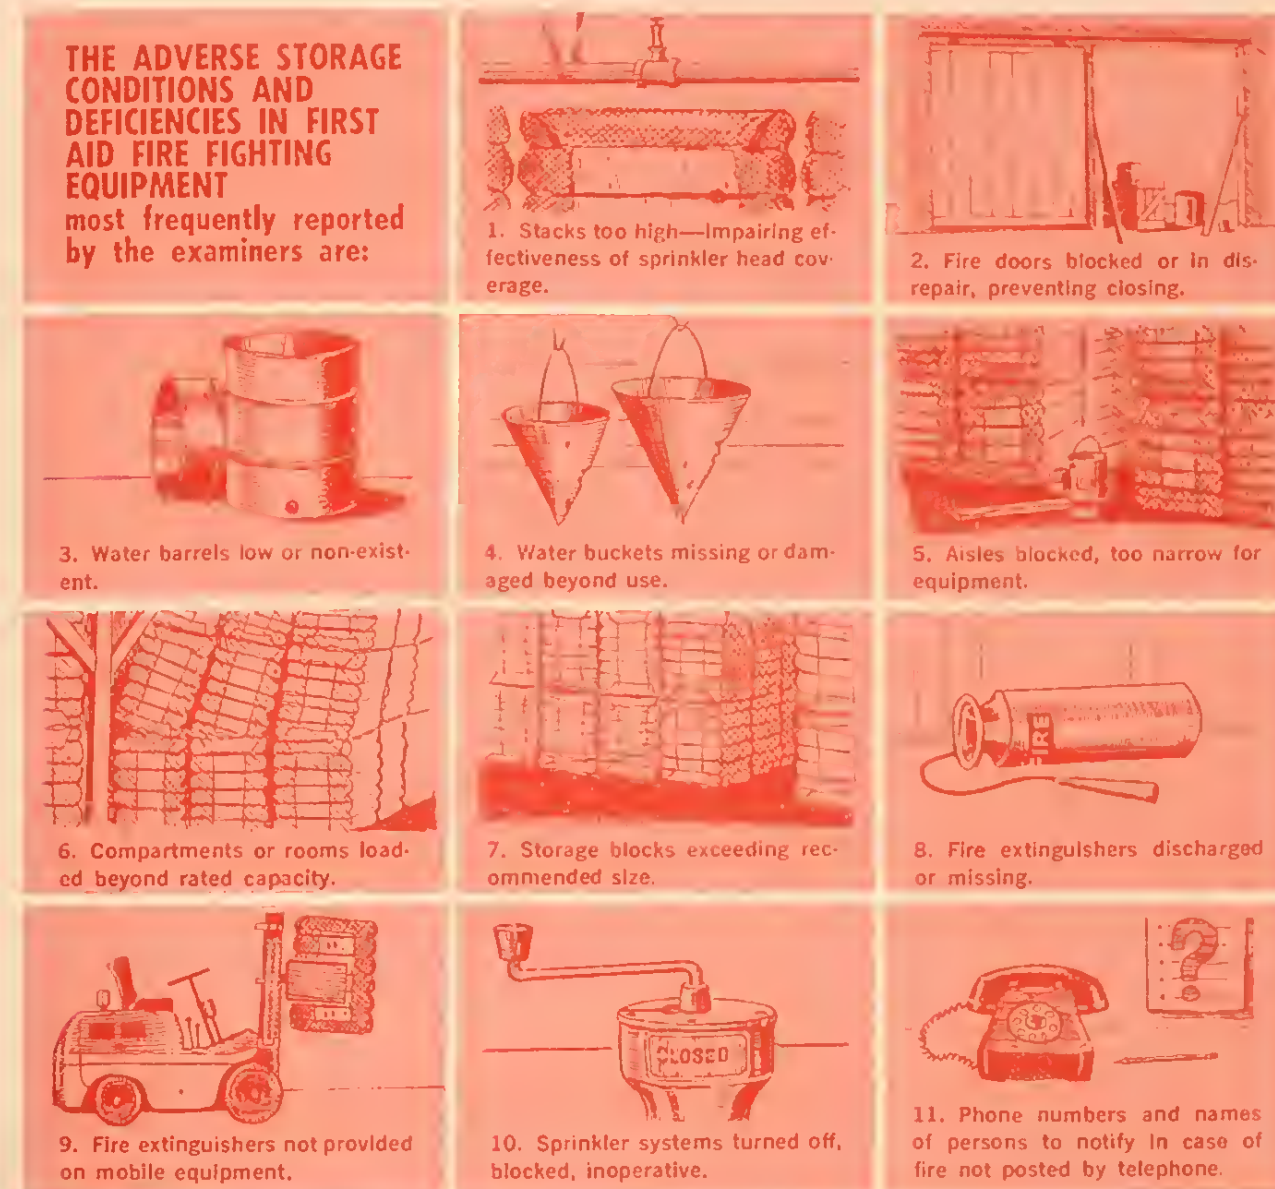 THE ADVERSE STORAGE
CONDITIONS AND
DEFICIENCIES IN FIRST
AID FIRE FIGHTING
EQUIPMENT
most frequently reported
by the examiners are:
1. Stacks too high—Impairing ef-
fectiveness of sprinkler head cov-
erage.
2. Fire doors blocked or in dis-
repair, preventing closing.
3. Water barrels low or non-exist-
ent.
4. Water buckets missing or dam-
aged beyond use.
5. Aisles blocked, too narrow for
equipment.
6. Compartments or rooms load-
ed beyond rated capacity.
7. Storage blocks exceeding rec-
ommended size.
FIRE
8. Fire extinguishers discharged
or missing.
9. Fire extinguishers not provided
on mobile equipment.
CLOSED
10. Sprinkler systems turned off,
blocked, inoperative.
?
11. Phone numbers and names
of persons to notify in case of
fire not posted by telephone.